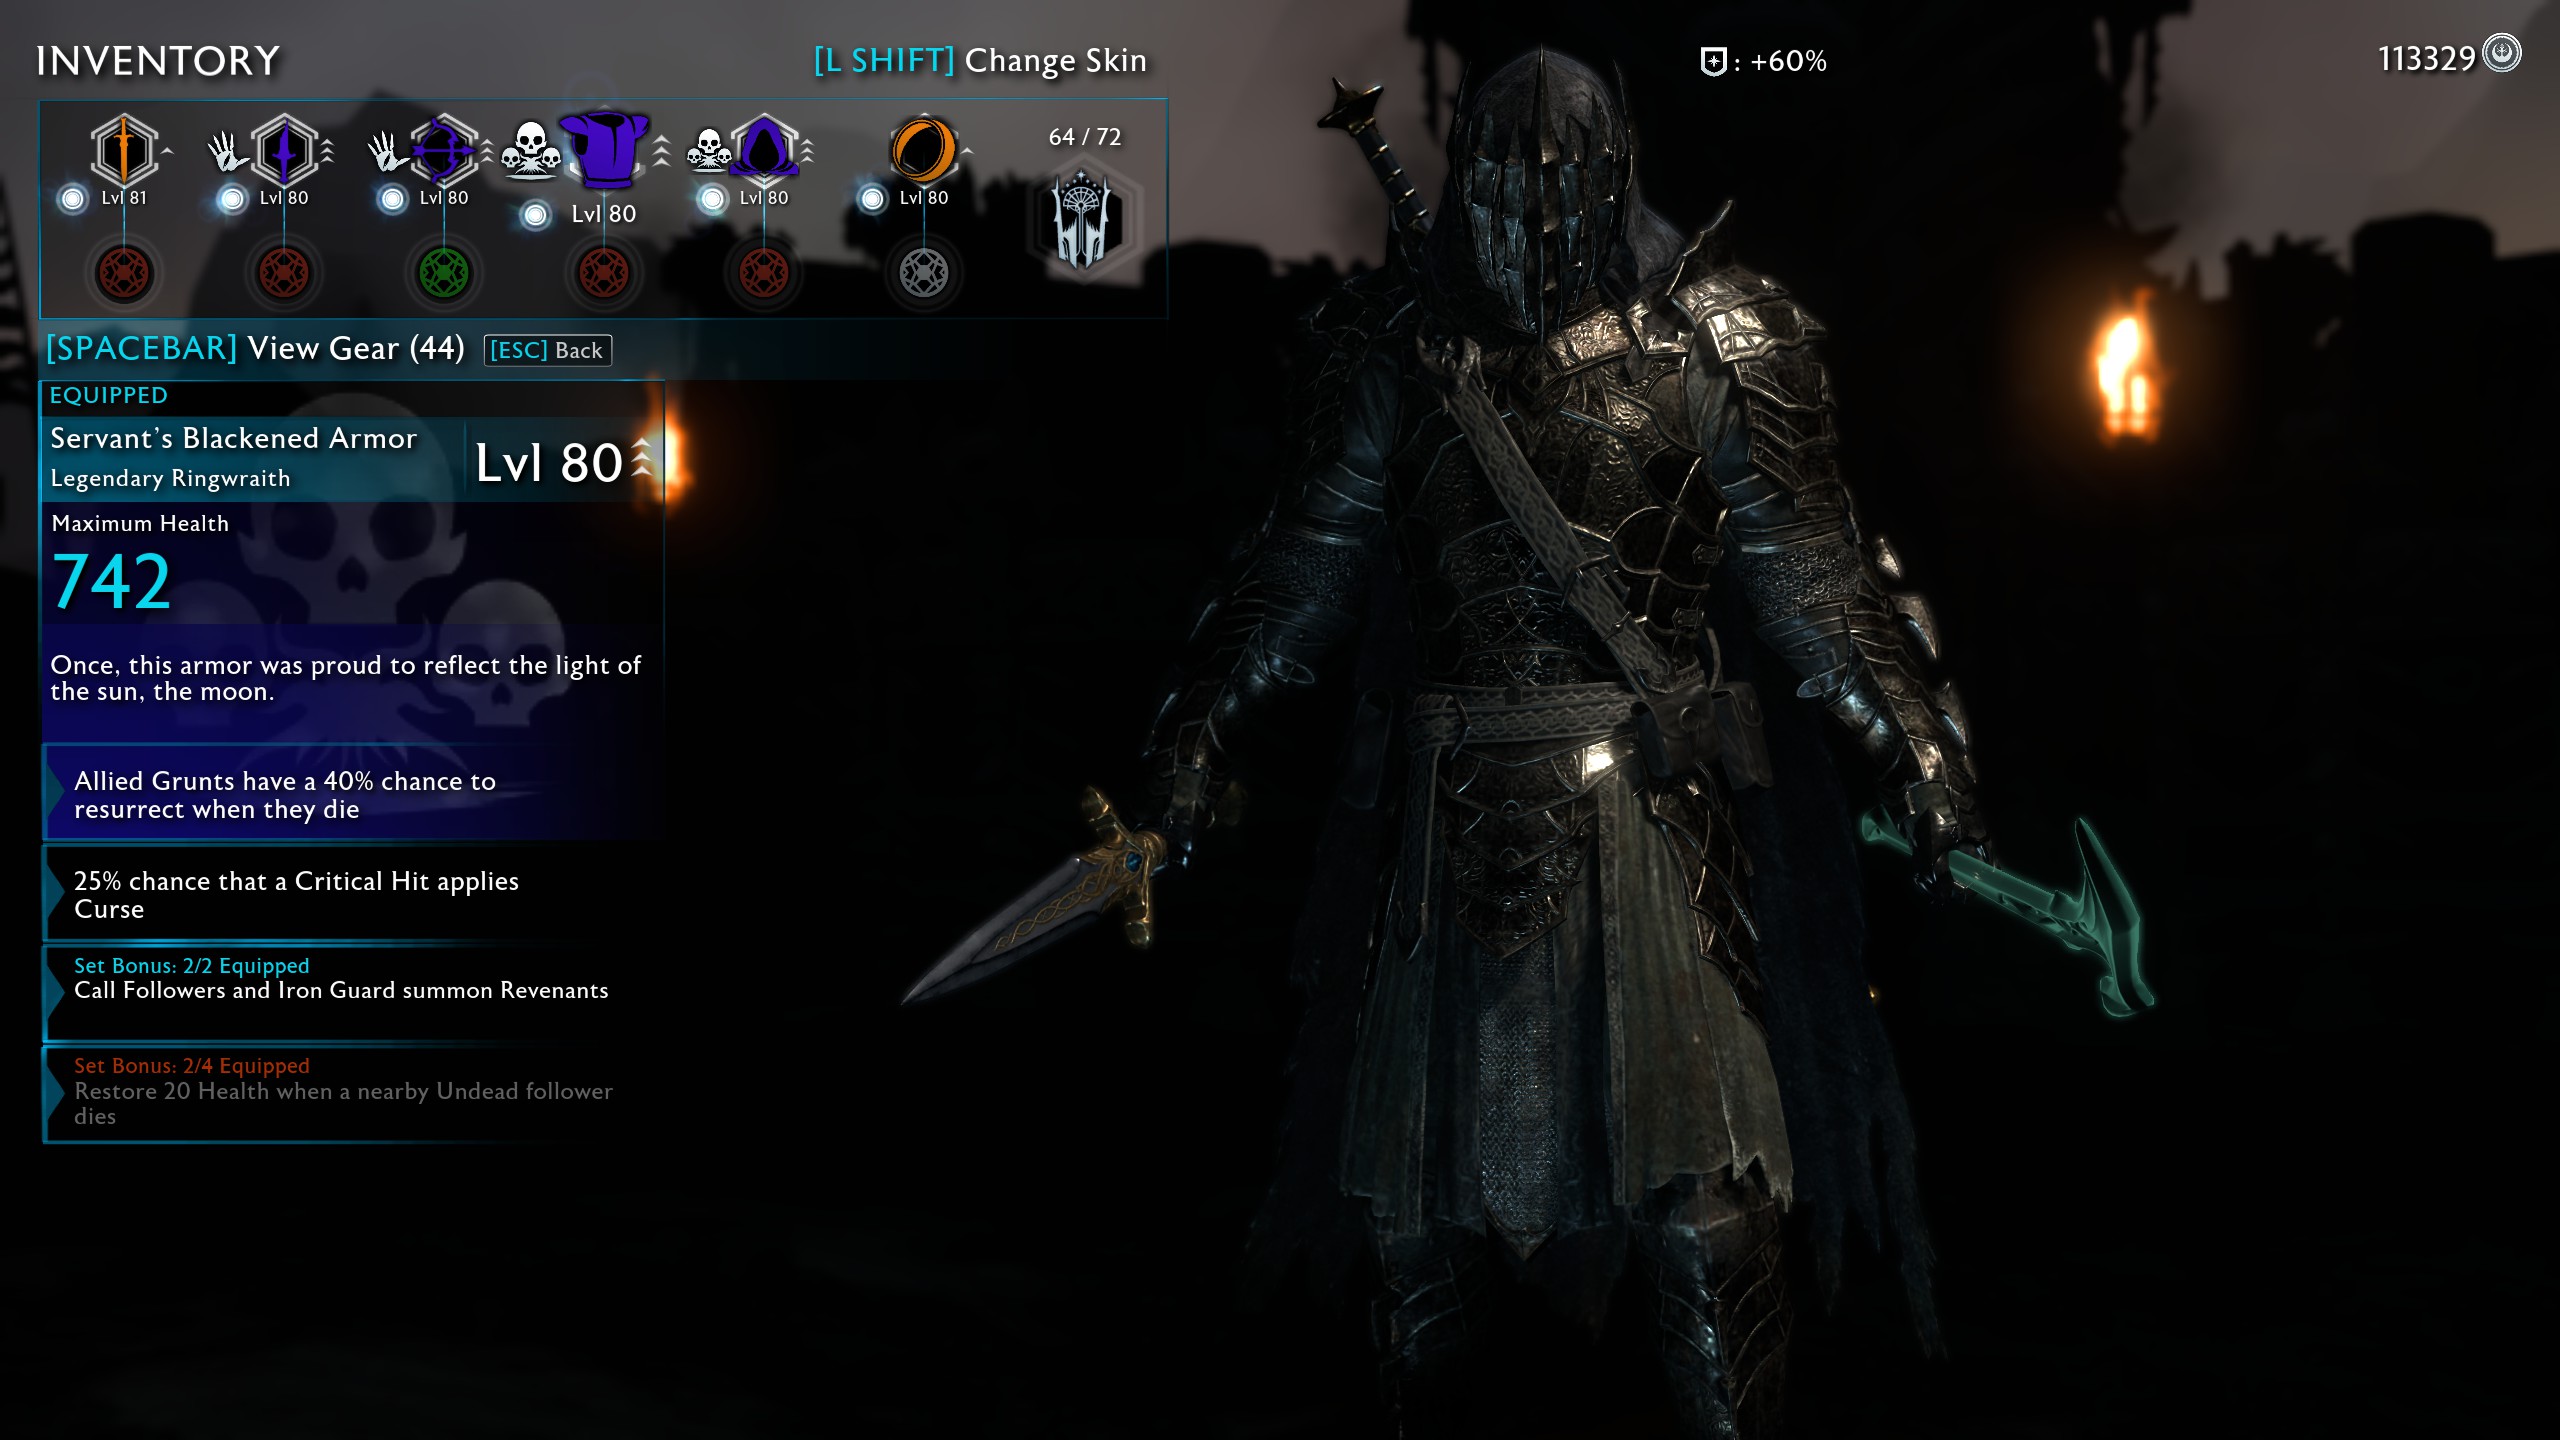 INVENTORY
[L SHIFT] Change Skin
: +60%
113329
Lvl 81
Lvl 80
Lvl 80
Lvl 80
Lvl 80
Lvl 80
64 / 72
[SPACEBAR] View Gear (44) [ESC] Back
EQUIPPED
Servant's Blackened Armor
Legendary Ringwraith
Lvl 80
Maximum Health
742
Once, this armor was proud to reflect the light of
the sun, the moon.
Allied Grunts have a 40% chance to
resurrect when they die
25% chance that a Critical Hit applies
Curse
Set Bonus: 2/2 Equipped
Call Followers and Iron Guard summon Revenants
Set Bonus: 2/4 Equipped
Restore 20 Health when a nearby Undead follower
dies